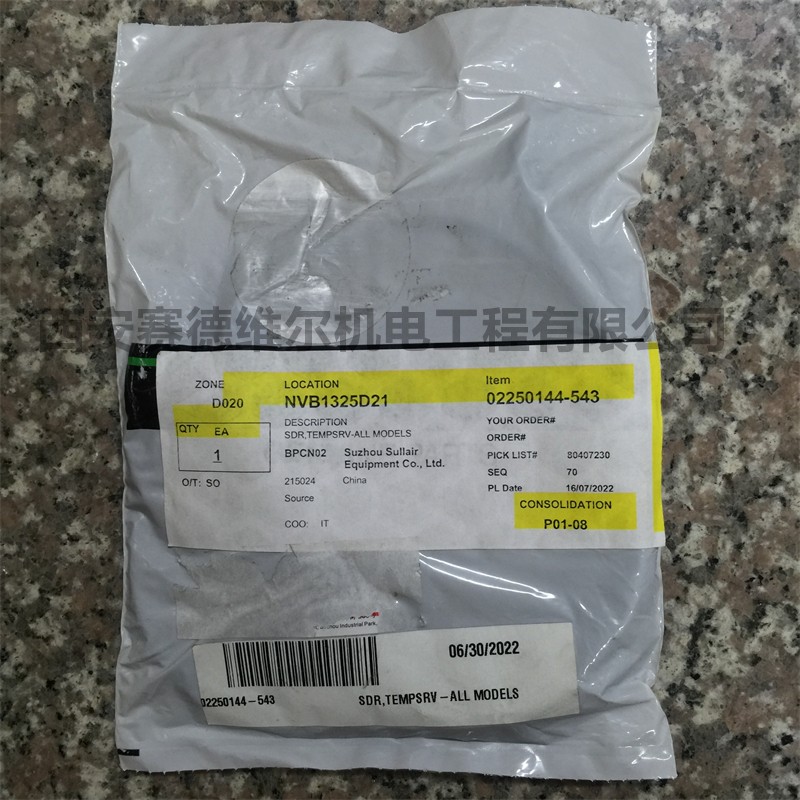 西安赛德维尔机电工程有限公司
ZONE
D020
LOCATION
NVB1325D21
Item
02250144-543
QTY EA
1
O/T: SO
DESCRIPTION
SDR,TEMPSRV-ALL MODELS
BPCN02 Suzhou Sullair
Equipment Co., Ltd.
215024 China
Source
COO: IT
YOUR ORDER#
ORDER#
PICK LIST# 80407230
SEQ 70
PL Date 16/07/2022
CONSOLIDATION
P01-08
Industrial Park,
06/30/2022
02250144-543
SDR,TEMPSRV-ALL MODELS